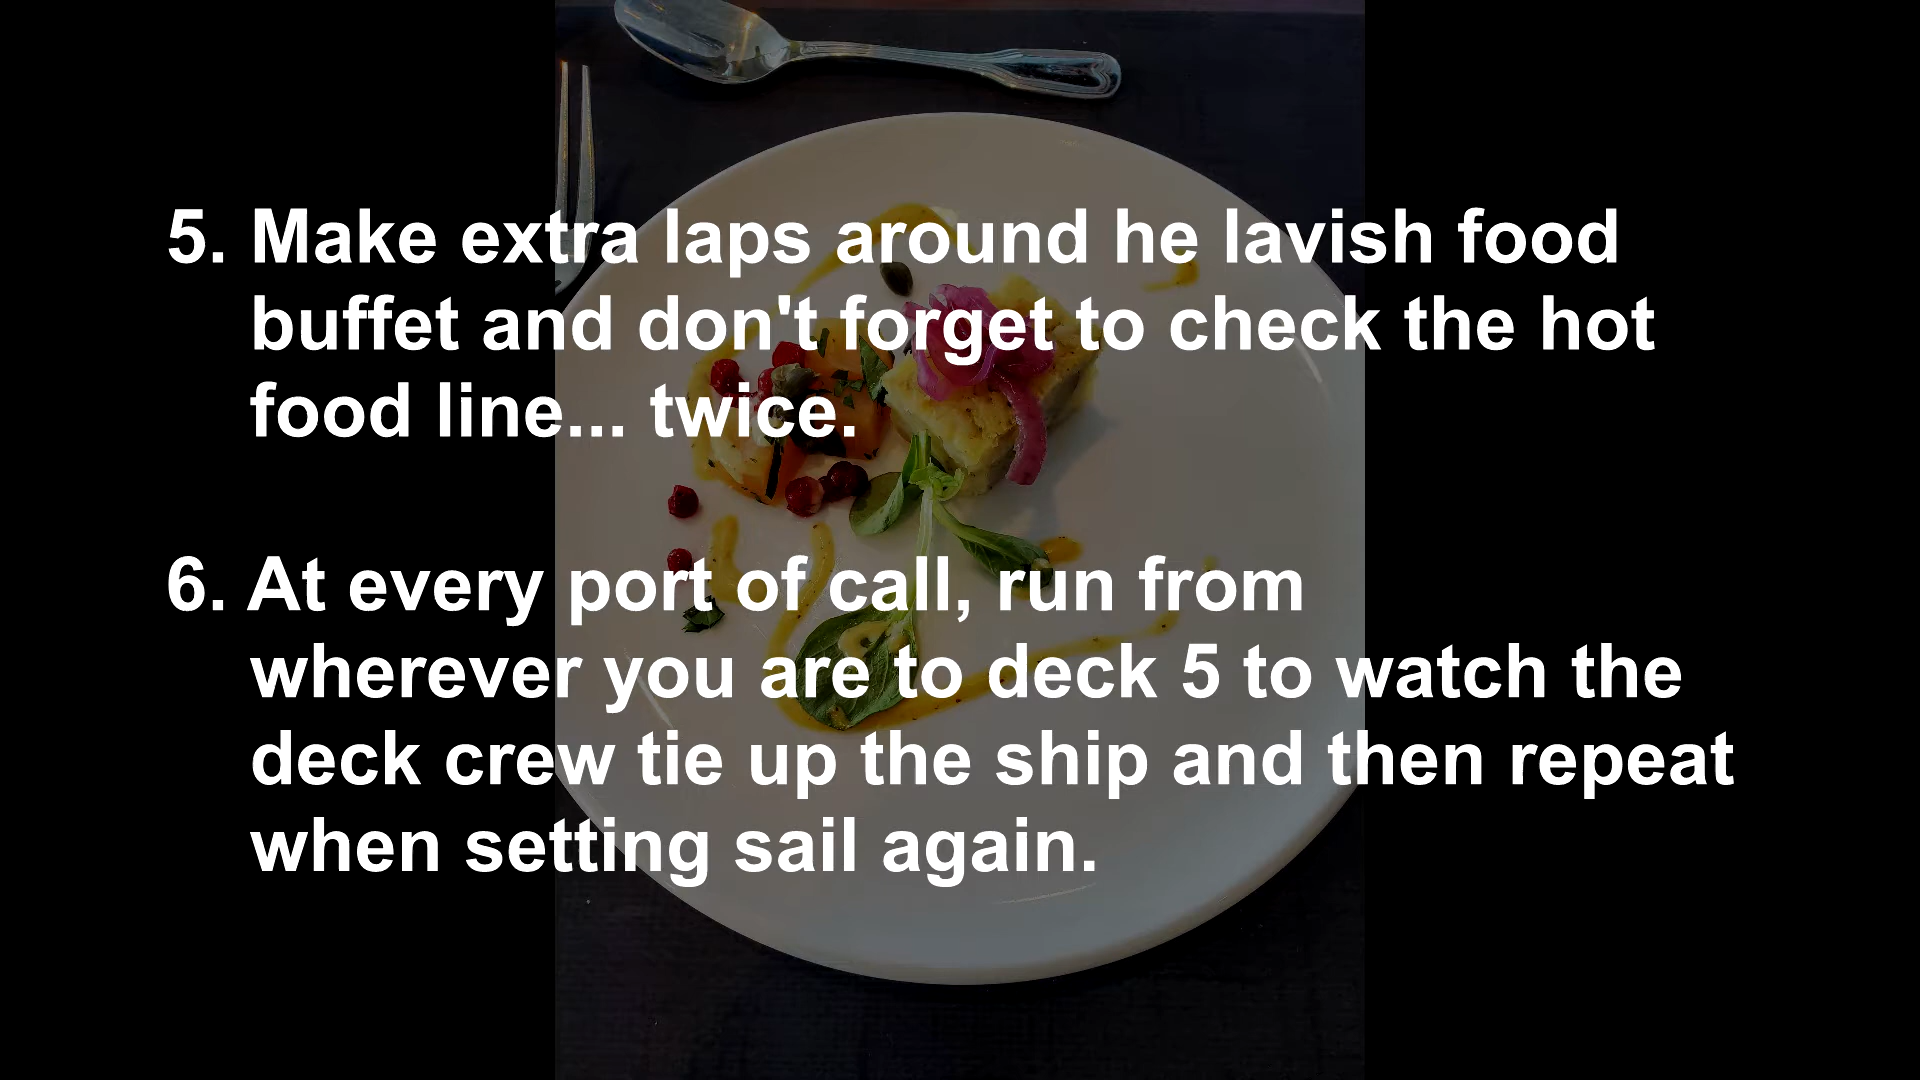 5. Make extra laps around he lavish food
buffet and don't forget to check the hot
food line... twice.
6. At every port of call, run from
wherever you are to deck 5 to watch the
deck crew tie up the ship and then repeat
when setting sail again.